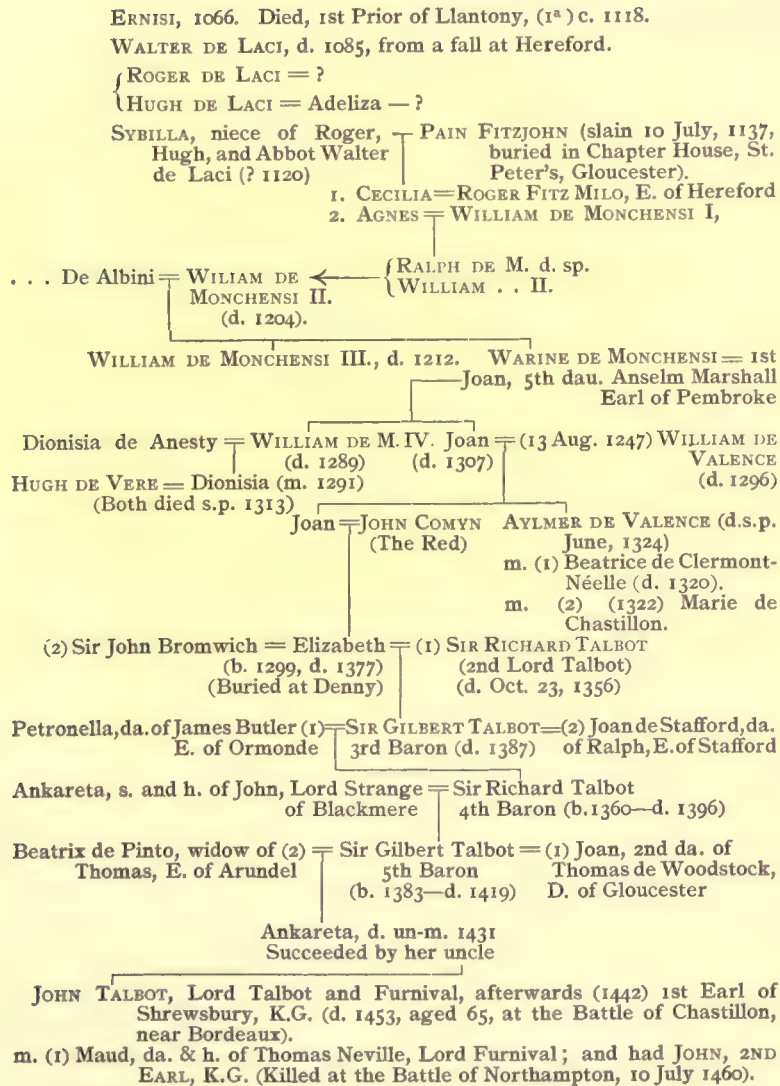 ERNISI, 1066. Died, 1st Prior of Llantony, (1ª) c. 1118.
WALTER DE LACI, d. 1085, from a fall at Hereford.
ROGER DE LACI = ?
HUGH DE LACI = Adeliza — ?
SYBILLA, niece of Roger, Hugh, and Abbot Walter de Laci (? 1120)
PAIN FITZJOHN (slain 10 July, 1137, buried in Chapter House, St. Peter's, Gloucester).
1. CECILIA=ROGER FITZ MILO, E. of Hereford
2. AGNES = WILLIAM DE MONCHENSI I,
. . . De Albini = WILIAM DE MONCHENSI II. (d. 1204).
RALPH DE M. d. sp.
WILLIAM . . II.
WILLIAM DE MONCHENSI III., d. 1212. WARINE DE MONCHENSI = 1st
Joan, 5th dau. Anselm Marshall
Earl of Pembroke
Dionisia de Anesty = WILLIAM DE M. IV. Joan = (13 Aug. 1247) WILLIAM DE
(d. 1289) (d. 1307) VALENCE
HUGH DE VERE = Dionisia (m. 1291) (d. 1296)
(Both died s.p. 1313)
Joan = JOHN COMYN
(The Red)
AYLMER DE VALENCE (d.s.p.
June, 1324)
m. (1) Beatrice de Clermont-
Néelle (d. 1320).
m. (2) (1322) Marie de
Chastillon.
(2) Sir John Bromwich = Elizabeth = (1) SIR RICHARD TALBOT
(b. 1299, d. 1377) (2nd Lord Talbot)
(Buried at Denny) (d. Oct. 23, 1356)
Petronella, da. of James Butler (1) = SIR GILBERT TALBOT = (2) Joan de Stafford, da.
E. of Ormonde 3rd Baron (d. 1387) of Ralph, E. of Stafford
Ankareta, s. and h. of John, Lord Strange = Sir Richard Talbot
of Blackmere 4th Baron (b. 1360—d. 1396)
Beatrix de Pinto, widow of (2) = Sir Gilbert Talbot = (1) Joan, 2nd da. of
Thomas, E. of Arundel 5th Baron Thomas de Woodstock,
(b. 1383—d. 1419) D. of Gloucester
Ankareta, d. un-m. 1431
Succeeded by her uncle
JOHN TALBOT, Lord Talbot and Furnival, afterwards (1442) 1st Earl of
Shrewsbury, K.G. (d. 1453, aged 65, at the Battle of Chastillon,
near Bordeaux).
m. (1) Maud, da. & h. of Thomas Neville, Lord Furnival; and had JOHN, 2ND
EARL, K.G. (Killed at the Battle of Northampton, 10 July 1460).